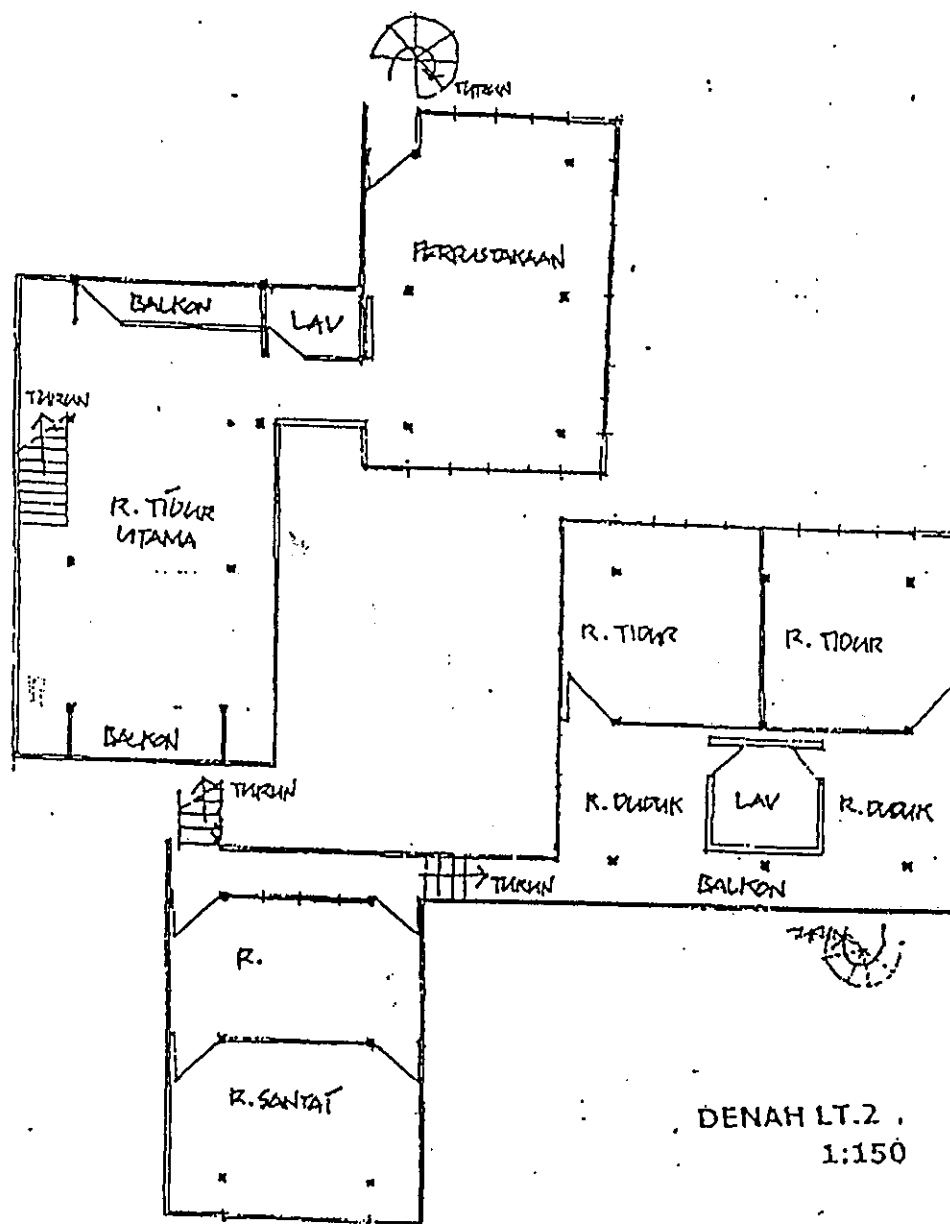 TURUN
PERPUSTAKAAN
BALKON
LAV
TURUN
R. TIDUR
UTAMA
R. TIDUR
R. TIDUR
BALKON
TURUN
R. DUDUK
LAV
R. DUDUK
TURUN
BALKON
R.
R. SANTAI
DENAH LT.2
1:150